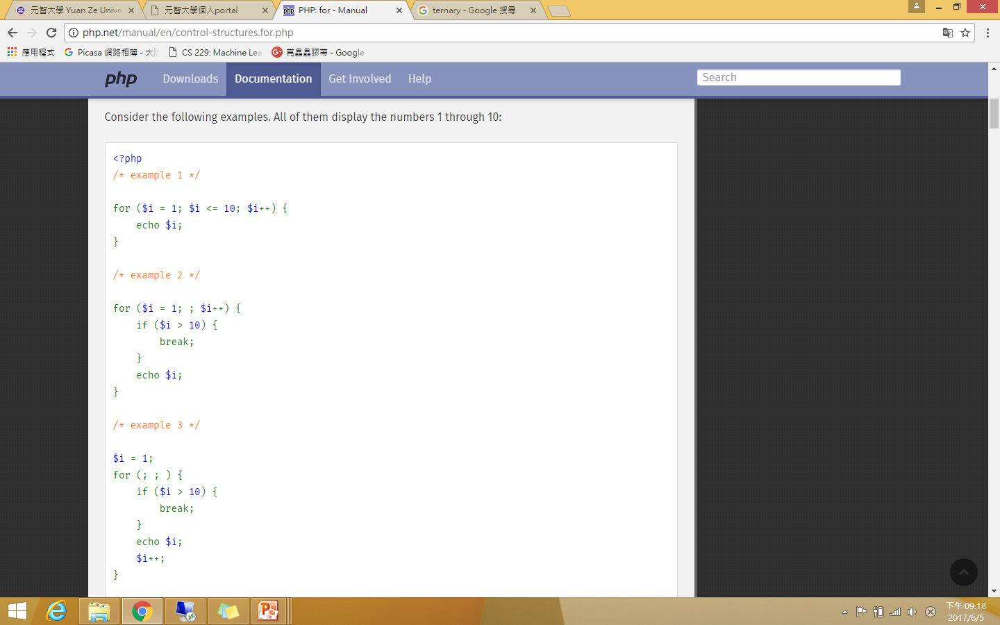 元智大學 Yuan Ze Unive
元智大學個人portal
PHP: for - Manual
ternary - Google 搜尋
php.net/manual/en/control-structures.for.php
應用程式
Picasa 網路相簿 - 太
CS 229: Machine Lea
亮晶晶膠帶 - Google
php
Downloads
Documentation
Get Involved
Help
Search
Consider the following examples. All of them display the numbers 1 through 10:
<?php
/* example 1 */
for ($i = 1; $i <= 10; $i++) {
    echo $i;
}
/* example 2 */
for ($i = 1; ; $i++) {
    if ($i > 10) {
        break;
    }
    echo $i;
}
/* example 3 */
$i = 1;
for (; ; ) {
    if ($i > 10) {
        break;
    }
    echo $i;
    $i++;
}
下午 09:18
2017/6/5